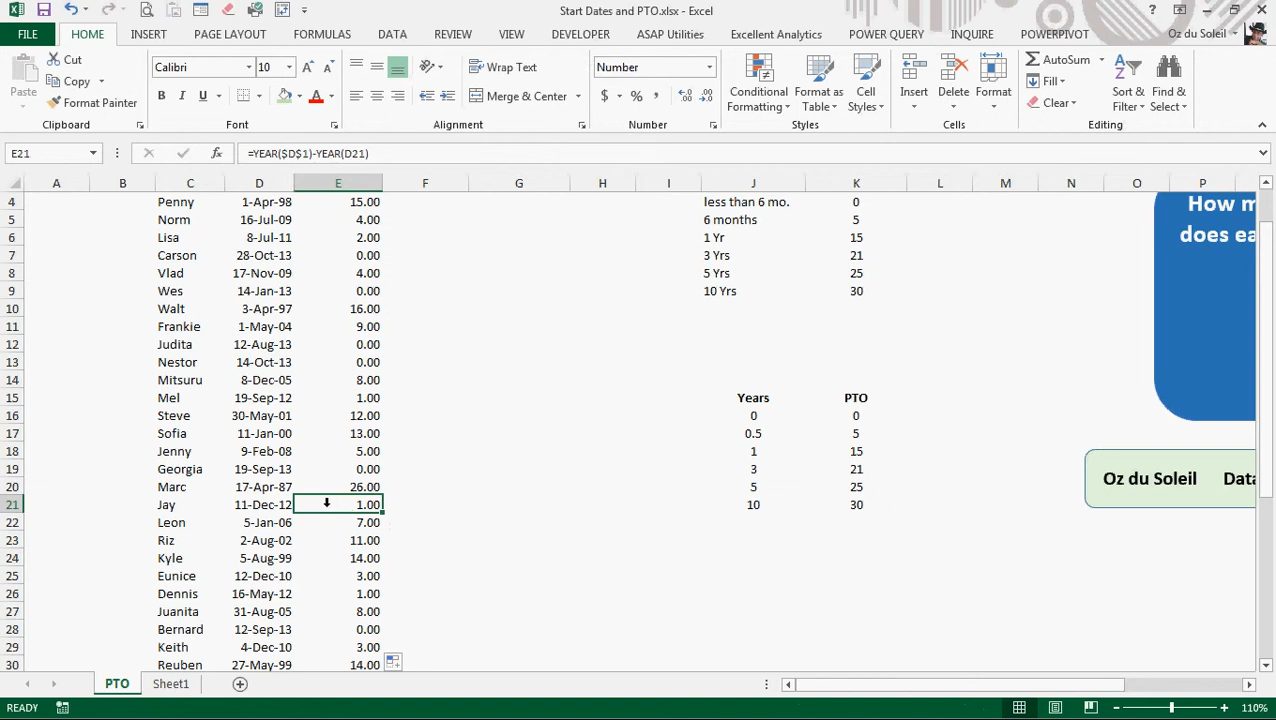 Start Dates and PTO.xlsx - Excel
?
FILE HOME INSERT PAGE LAYOUT FORMULAS DATA REVIEW VIEW DEVELOPER ASAP Utilities Excellent Analytics POWER QUERY INQUIRE POWERPIVOT Oz du Soleil
Paste
Cut
Copy
Format Painter
Clipboard
Calibri 10
B I U
Font
Wrap Text
Merge & Center
Alignment
Number
$ % ,
Number
Conditional Formatting
Format as Table
Cell Styles
Styles
Insert Delete Format
Cells
AutoSum
Fill
Clear
Sort & Filter
Find & Select
Editing
E21 fx =YEAR($D$1)-YEAR(D21)
A B C D E F G H I J K L M N O P
4 Penny 1-Apr-98 15.00 less than 6 mo. 0
5 Norm 16-Jul-09 4.00 6 months 5
6 Lisa 8-Jul-11 2.00 1 Yr 15
7 Carson 28-Oct-13 0.00 3 Yrs 21
8 Vlad 17-Nov-09 4.00 5 Yrs 25
9 Wes 14-Jan-13 0.00 10 Yrs 30
10 Walt 3-Apr-97 16.00
11 Frankie 1-May-04 9.00
12 Judita 12-Aug-13 0.00
13 Nestor 14-Oct-13 0.00
14 Mitsuru 8-Dec-05 8.00
15 Mel 19-Sep-12 1.00 Years PTO
16 Steve 30-May-01 12.00 0 0
17 Sofia 11-Jan-00 13.00 0.5 5
18 Jenny 9-Feb-08 5.00 1 15
19 Georgia 19-Sep-13 0.00 3 21
20 Marc 17-Apr-87 26.00 5 25
21 Jay 11-Dec-12 1.00 10 30
22 Leon 5-Jan-06 7.00
23 Riz 2-Aug-02 11.00
24 Kyle 5-Aug-99 14.00
25 Eunice 12-Dec-10 3.00
26 Dennis 16-May-12 1.00
27 Juanita 31-Aug-05 8.00
28 Bernard 12-Sep-13 0.00
29 Keith 4-Dec-10 3.00
30 Reuben 27-May-99 14.00
How m
does ea
Oz du Soleil Data
PTO Sheet1
READY 110%